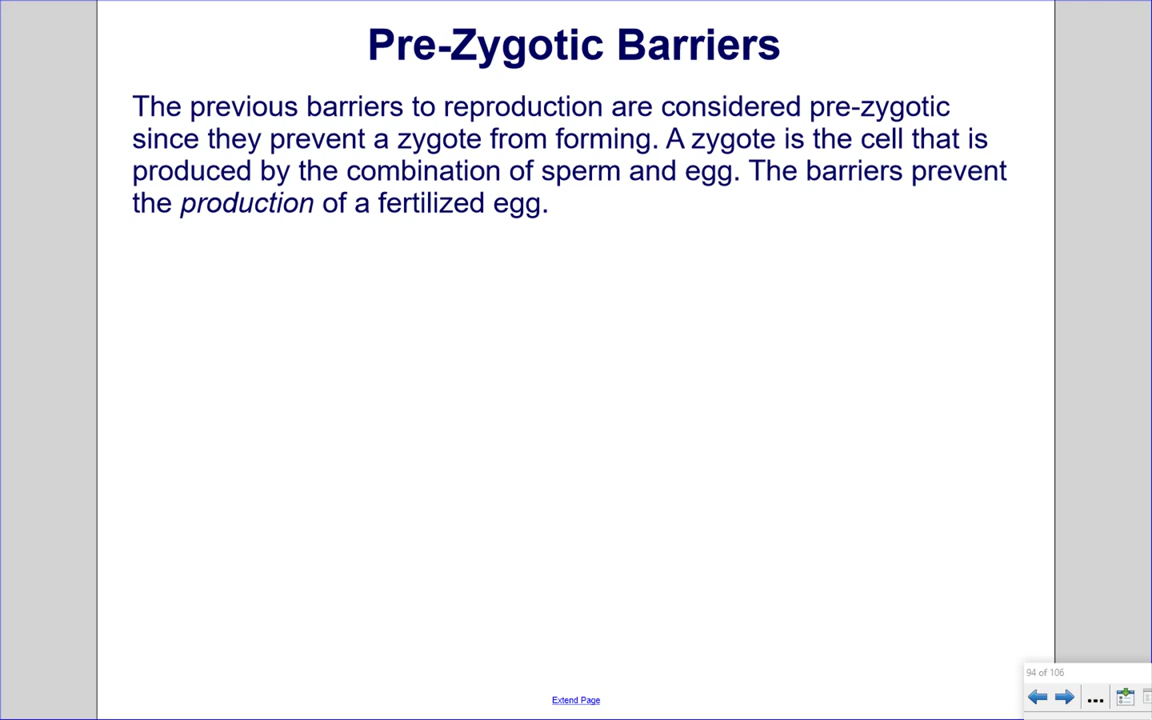 Pre-Zygotic Barriers
The previous barriers to reproduction are considered pre-zygotic
since they prevent a zygote from forming. A zygote is the cell that is
produced by the combination of sperm and egg. The barriers prevent
the production of a fertilized egg.
Extend Page
94 of 106